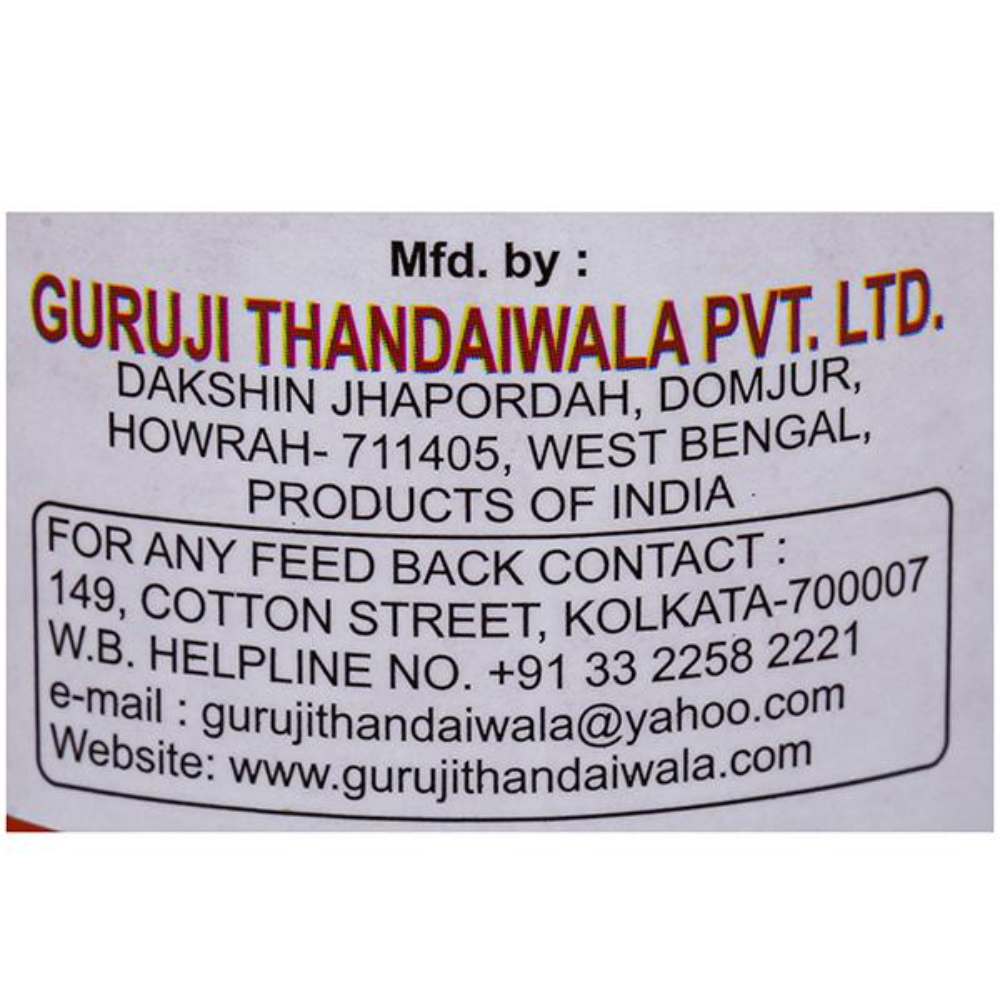 Mfd. by :
GURUJI THANDAIWALA PVT. LTD.
DAKSHIN JHAPORDAH, DOMJUR,
HOWRAH- 711405, WEST BENGAL,
PRODUCTS OF INDIA
FOR ANY FEED BACK CONTACT :
149, COTTON STREET, KOLKATA-700007
W.B. HELPLINE NO. +91 33 2258 2221
e-mail : gurujithandaiwala@yahoo.com
Website: www.gurujithandaiwala.com